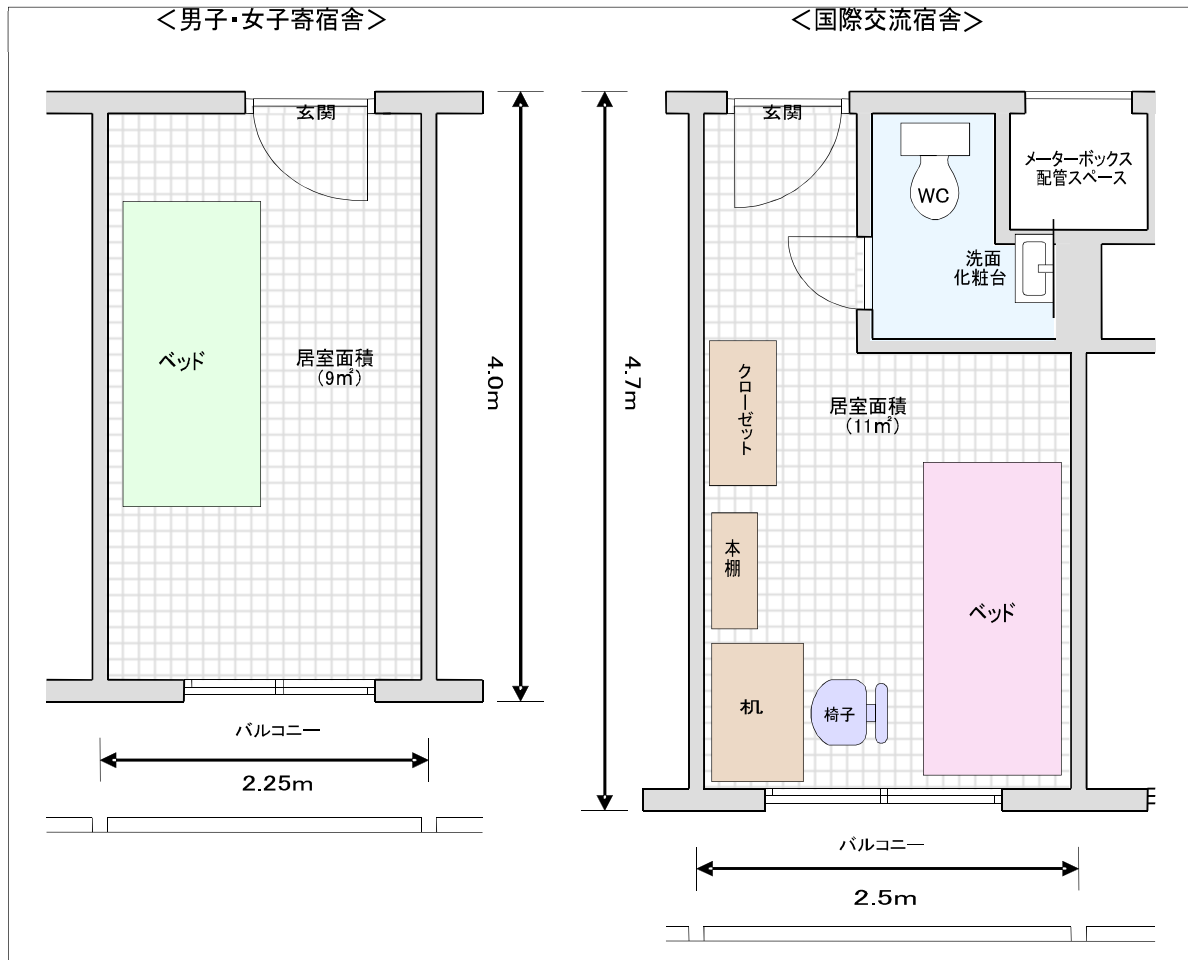 <男子・女子寄宿舎>
玄関
ベッド
居室面積
(9㎡)
4.0m
バルコニー
2.25m
<国際交流宿舎>
4.7m
玄関
WC
メーターボックス
配管スペース
洗面
化粧台
クローゼット
居室面積
(11㎡)
本棚
ベッド
机
椅子
バルコニー
2.5m